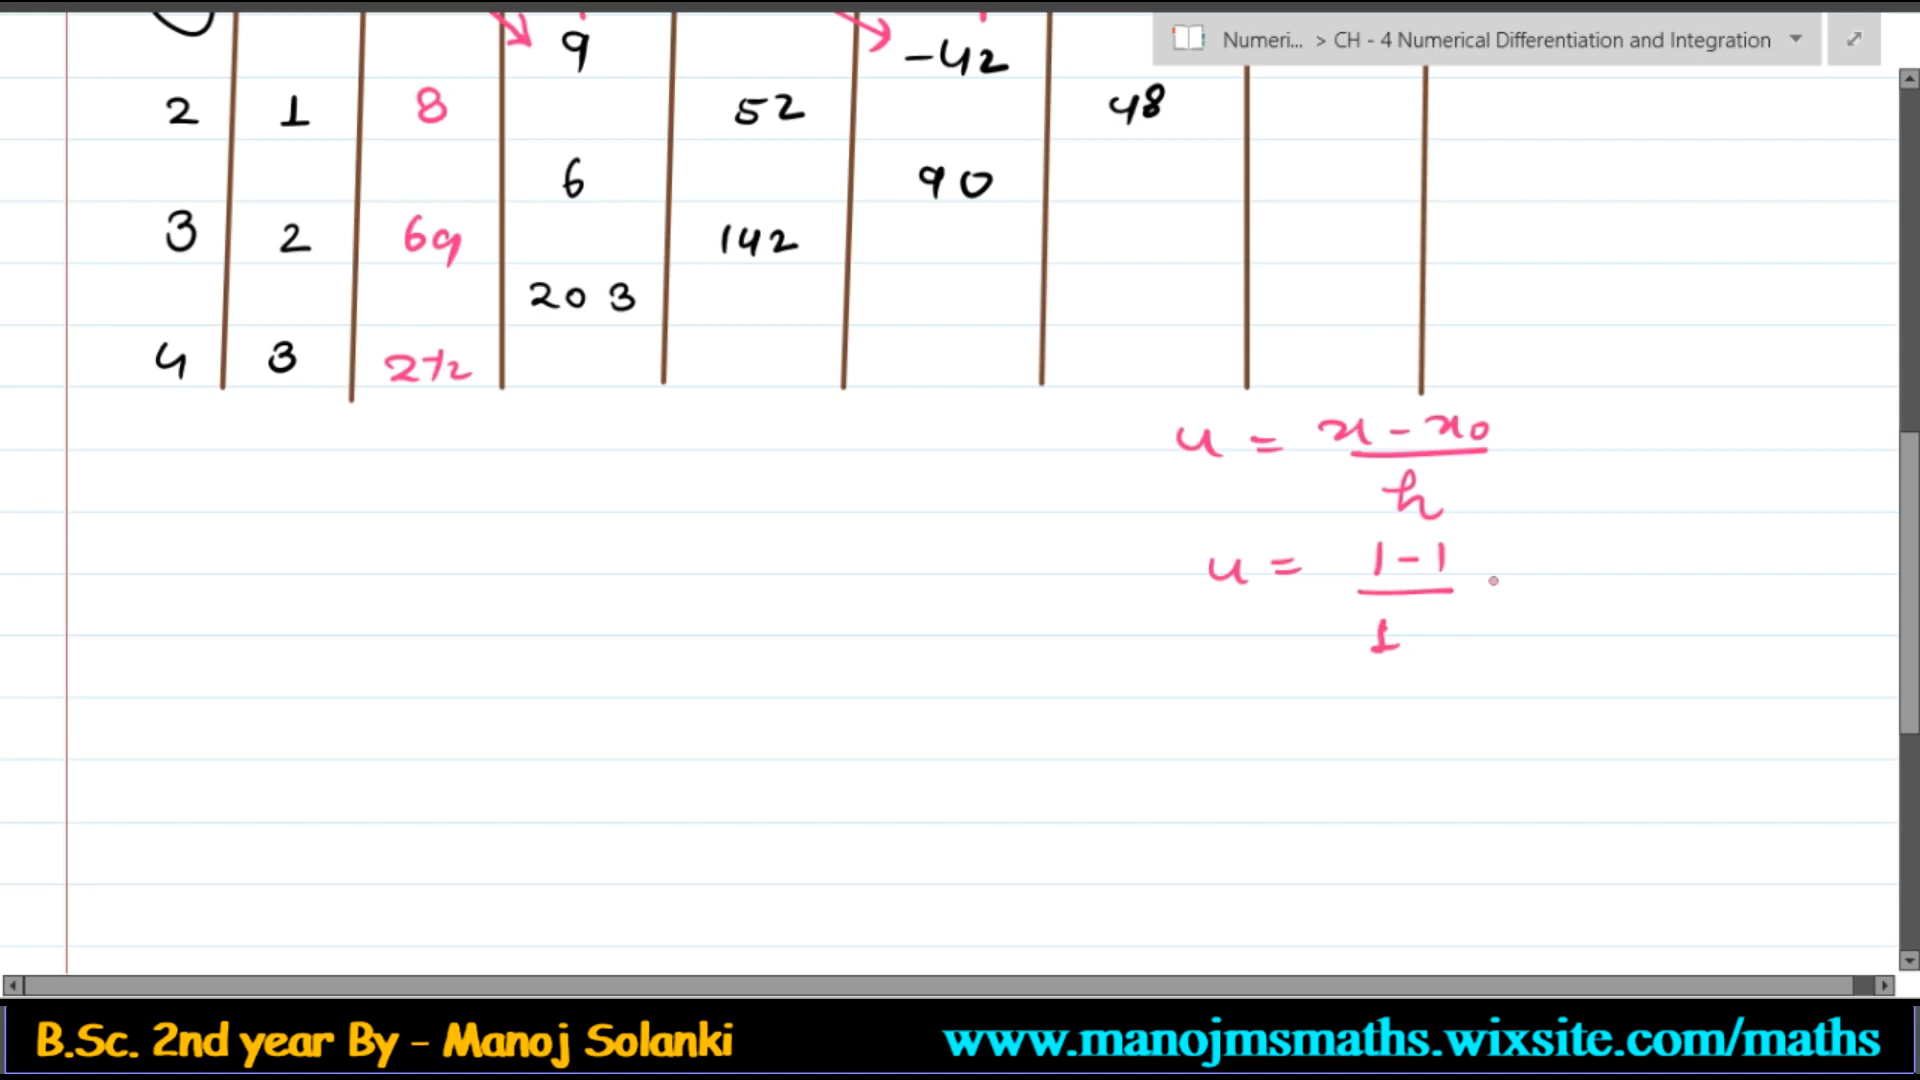 Numeri... > CH - 4 Numerical Differentiation and Integration
9 -42
2 1 8 52 48
6 90
3 2 69 142
203
4 3 272
u = x - x₀ / h
u = 1 - 1 / 1
B.Sc. 2nd year By - Manoj Solanki
www.manojmsmaths.wixsite.com/maths